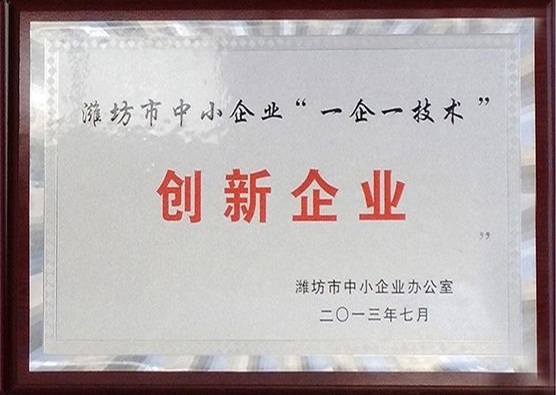 潍坊市中小企业“一企一技术”
创新企业
”
潍坊市中小企业办公室
二〇一三年七月